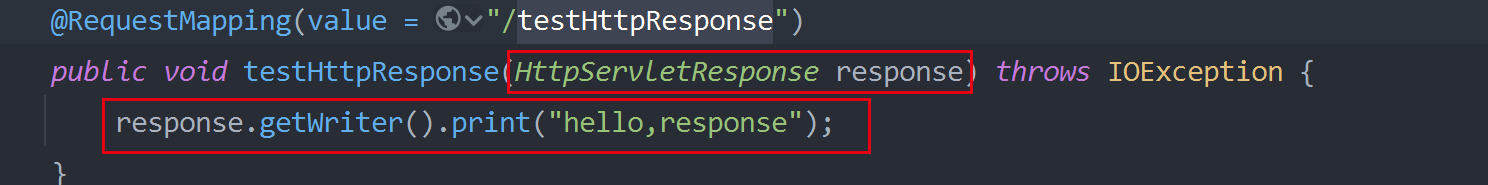 @RequestMapping(value = "/testHttpResponse")
public void testHttpResponse(HttpServletResponse response) throws IOException {
response.getWriter().print("hello,response");
}